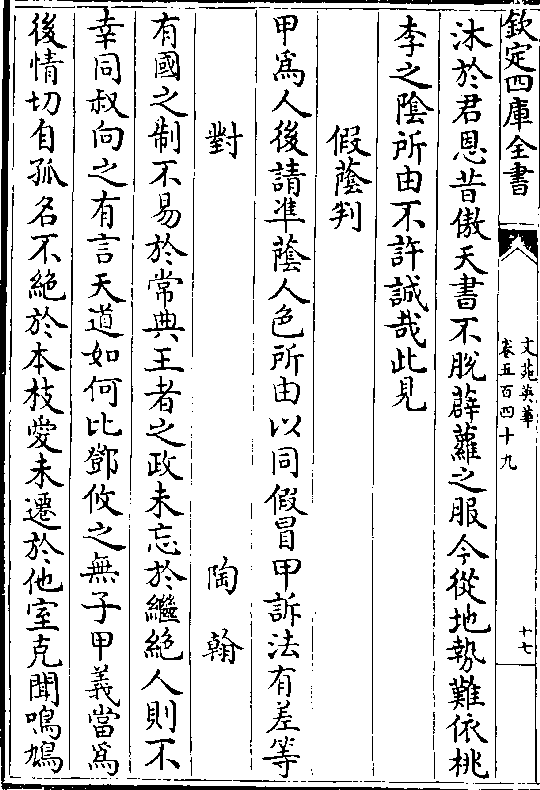 欽定四庫全書
文苑英華
卷五百四十九
十七
沐於君恩昔傲天書不脫薜蘿之服今從地勢難依桃
李之陰所由不許誠哉此見
假蔭判
甲為人後請準蔭人色所由以同假冒甲訴法有差等
對 陶翰
有國之制不易於常典王者之政未忘於繼絕人則不
幸同叔向之有言天道如何比鄧攸之無子甲義當為
後情切自孤名不絕於本枝愛未遷於他室克聞鳴鳩